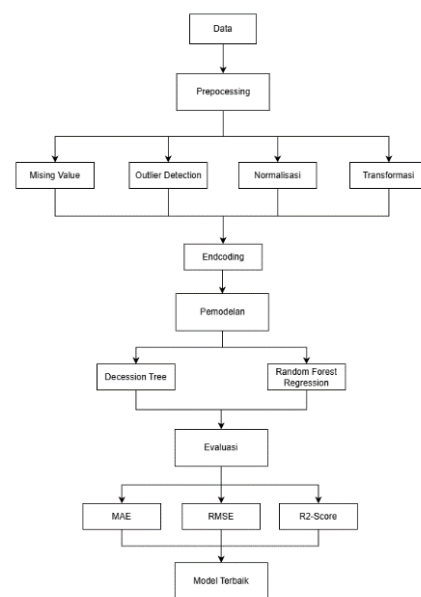 Data
Prepocessing
Mising Value
Outlier Detection
Normalisasi
Transformasi
Endcoding
Pemodelan
Decession Tree
Random Forest
Regression
Evaluasi
MAE
RMSE
R2-Score
Model Terbaik